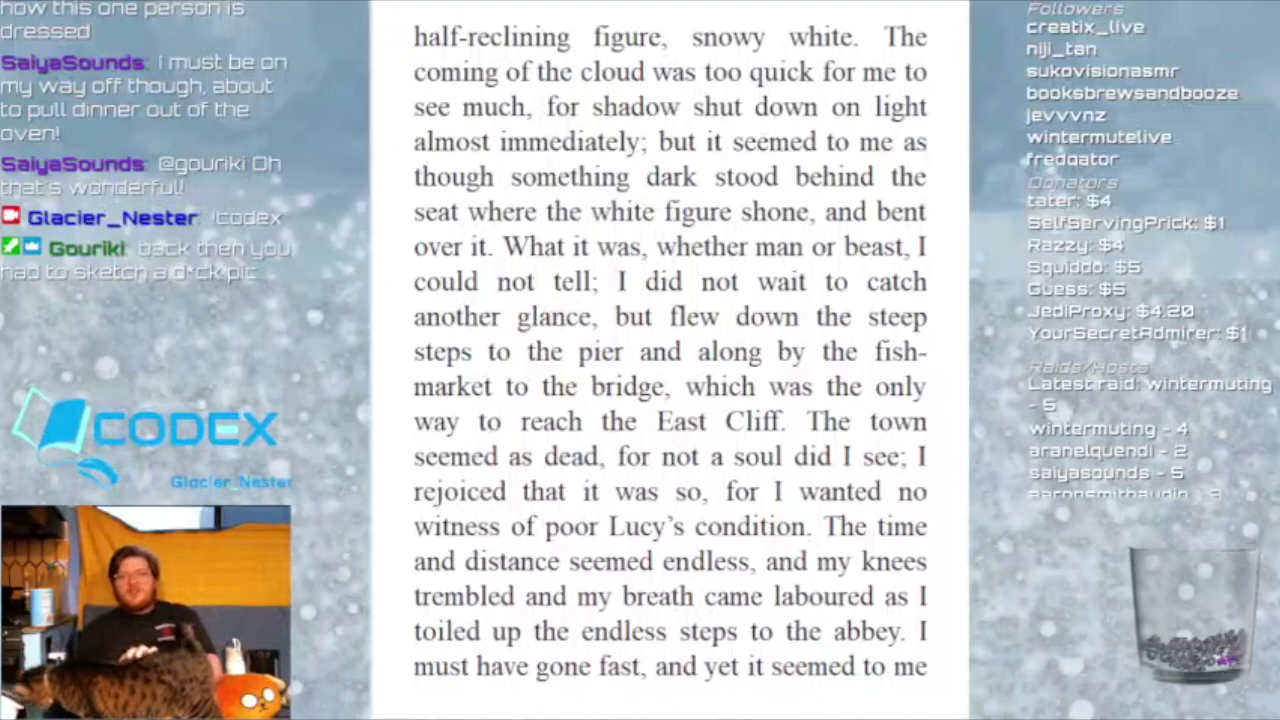 how this one person is
dressed
SaiyaSounds: I must be on
my way off though, about
to pull dinner out of the
oven!
SaiyaSounds: @gouriki Oh
that's wonderful!
Glacier_Nester: !codex
Gouriki: back then you
had to sketch a d*ck pic
CODEX
Glacier_Nester
half-reclining figure, snowy white. The
coming of the cloud was too quick for me to
see much, for shadow shut down on light
almost immediately; but it seemed to me as
though something dark stood behind the
seat where the white figure shone, and bent
over it. What it was, whether man or beast, I
could not tell; I did not wait to catch
another glance, but flew down the steep
steps to the pier and along by the fish-
market to the bridge, which was the only
way to reach the East Cliff. The town
seemed as dead, for not a soul did I see; I
rejoiced that it was so, for I wanted no
witness of poor Lucy's condition. The time
and distance seemed endless, and my knees
trembled and my breath came laboured as I
toiled up the endless steps to the abbey. I
must have gone fast, and yet it seemed to me
Followers
creatix_live
niji_tan
sukovisionasmr
booksbrewsandbooze
jevvvnz
wintermutelive
fredgator
Donators
tater: $4
SelfServingPrick: $1
Razzy: $4
Squiddo: $5
Guess: $5
JediProxy: $4.20
YourSecretAdmirer: $1
Raids/Hosts
Latest raid: wintermuting
- 5
wintermuting - 4
aranelquendi - 2
saiyasounds - 5
aaronsmithaudio - 3